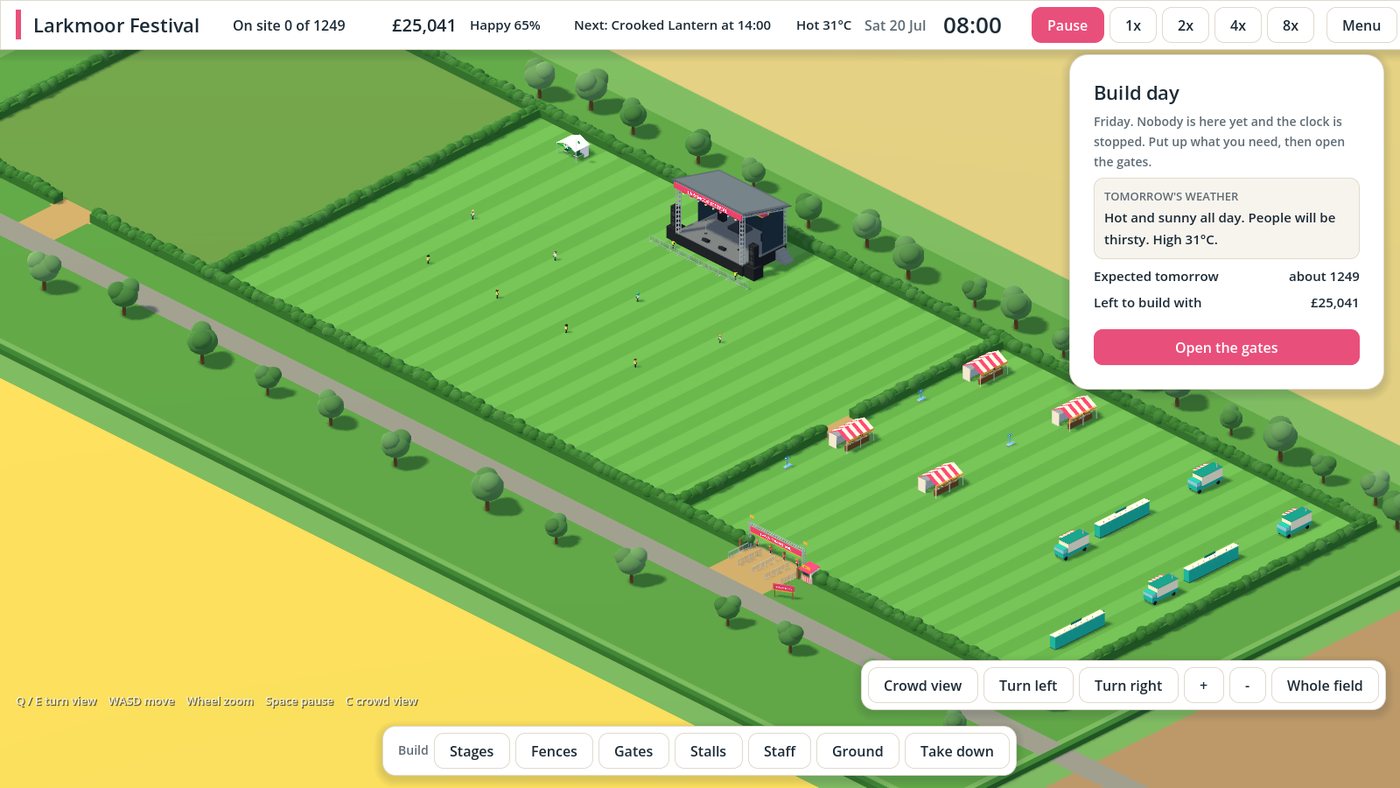 Larkmoor Festival
On site 0 of 1249
£25,041
Happy 65%
Next: Crooked Lantern at 14:00
Hot 31°C
Sat 20 Jul
08:00
Pause
1x
2x
4x
8x
Menu
Build day
Friday. Nobody is here yet and the clock is
stopped. Put up what you need, then open
the gates.
TOMORROW'S WEATHER
Hot and sunny all day. People will be
thirsty. High 31°C.
Expected tomorrow about 1249
Left to build with £25,041
Open the gates
Crowd view
Turn left
Turn right
+
-
Whole field
Q / E turn view WASD move Wheel zoom Space pause C crowd view
Build
Stages
Fences
Gates
Stalls
Staff
Ground
Take down